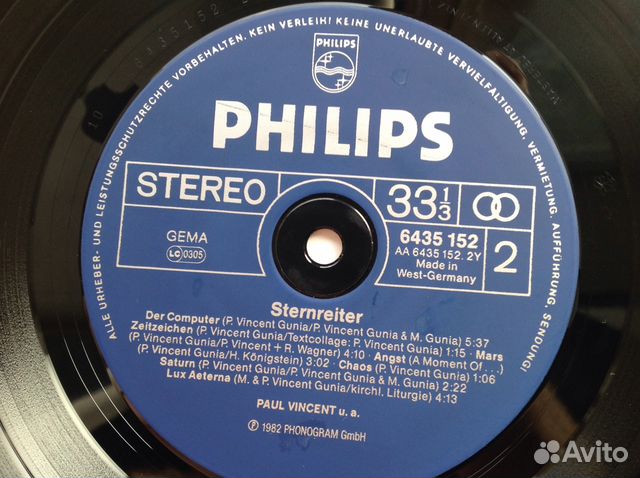 ALLE URHEBER- UND LEISTUNGSSCHUTZRECHTE VORBEHALTEN. KEIN VERLEIH! KEINE UNERLAUBTE VERVIELFÄLTIGUNG, VERMIETUNG, AUFFÜHRUNG, SENDUNG!
PHILIPS
PHILIPS
STEREO
33 1/3
GEMA
LC 0305
6435 152
AA 6435 152. 2Y
Made in
West-Germany
2
Sternreiter
Der Computer (P. Vincent Gunia/P. Vincent Gunia & M. Gunia) 5:37
Zeitzeichen (P. Vincent Gunia/Textcollage: P. Vincent Gunia) 1:15 · Mars
(P. Vincent Gunia/P. Vincent + R. Wagner) 4:10 · Angst (A Moment Of...)
(P. Vincent Gunia/H. Königstein) 3:02 · Chaos (P. Vincent Gunia) 1:06
Saturn (P. Vincent Gunia/P. Vincent Gunia & M. Gunia) 2:22
Lux Aeterna (M. & P. Vincent Gunia/kirchl. Liturgie) 4:13
PAUL VINCENT u. a.
Ⓟ 1982 PHONOGRAM GmbH
Avito